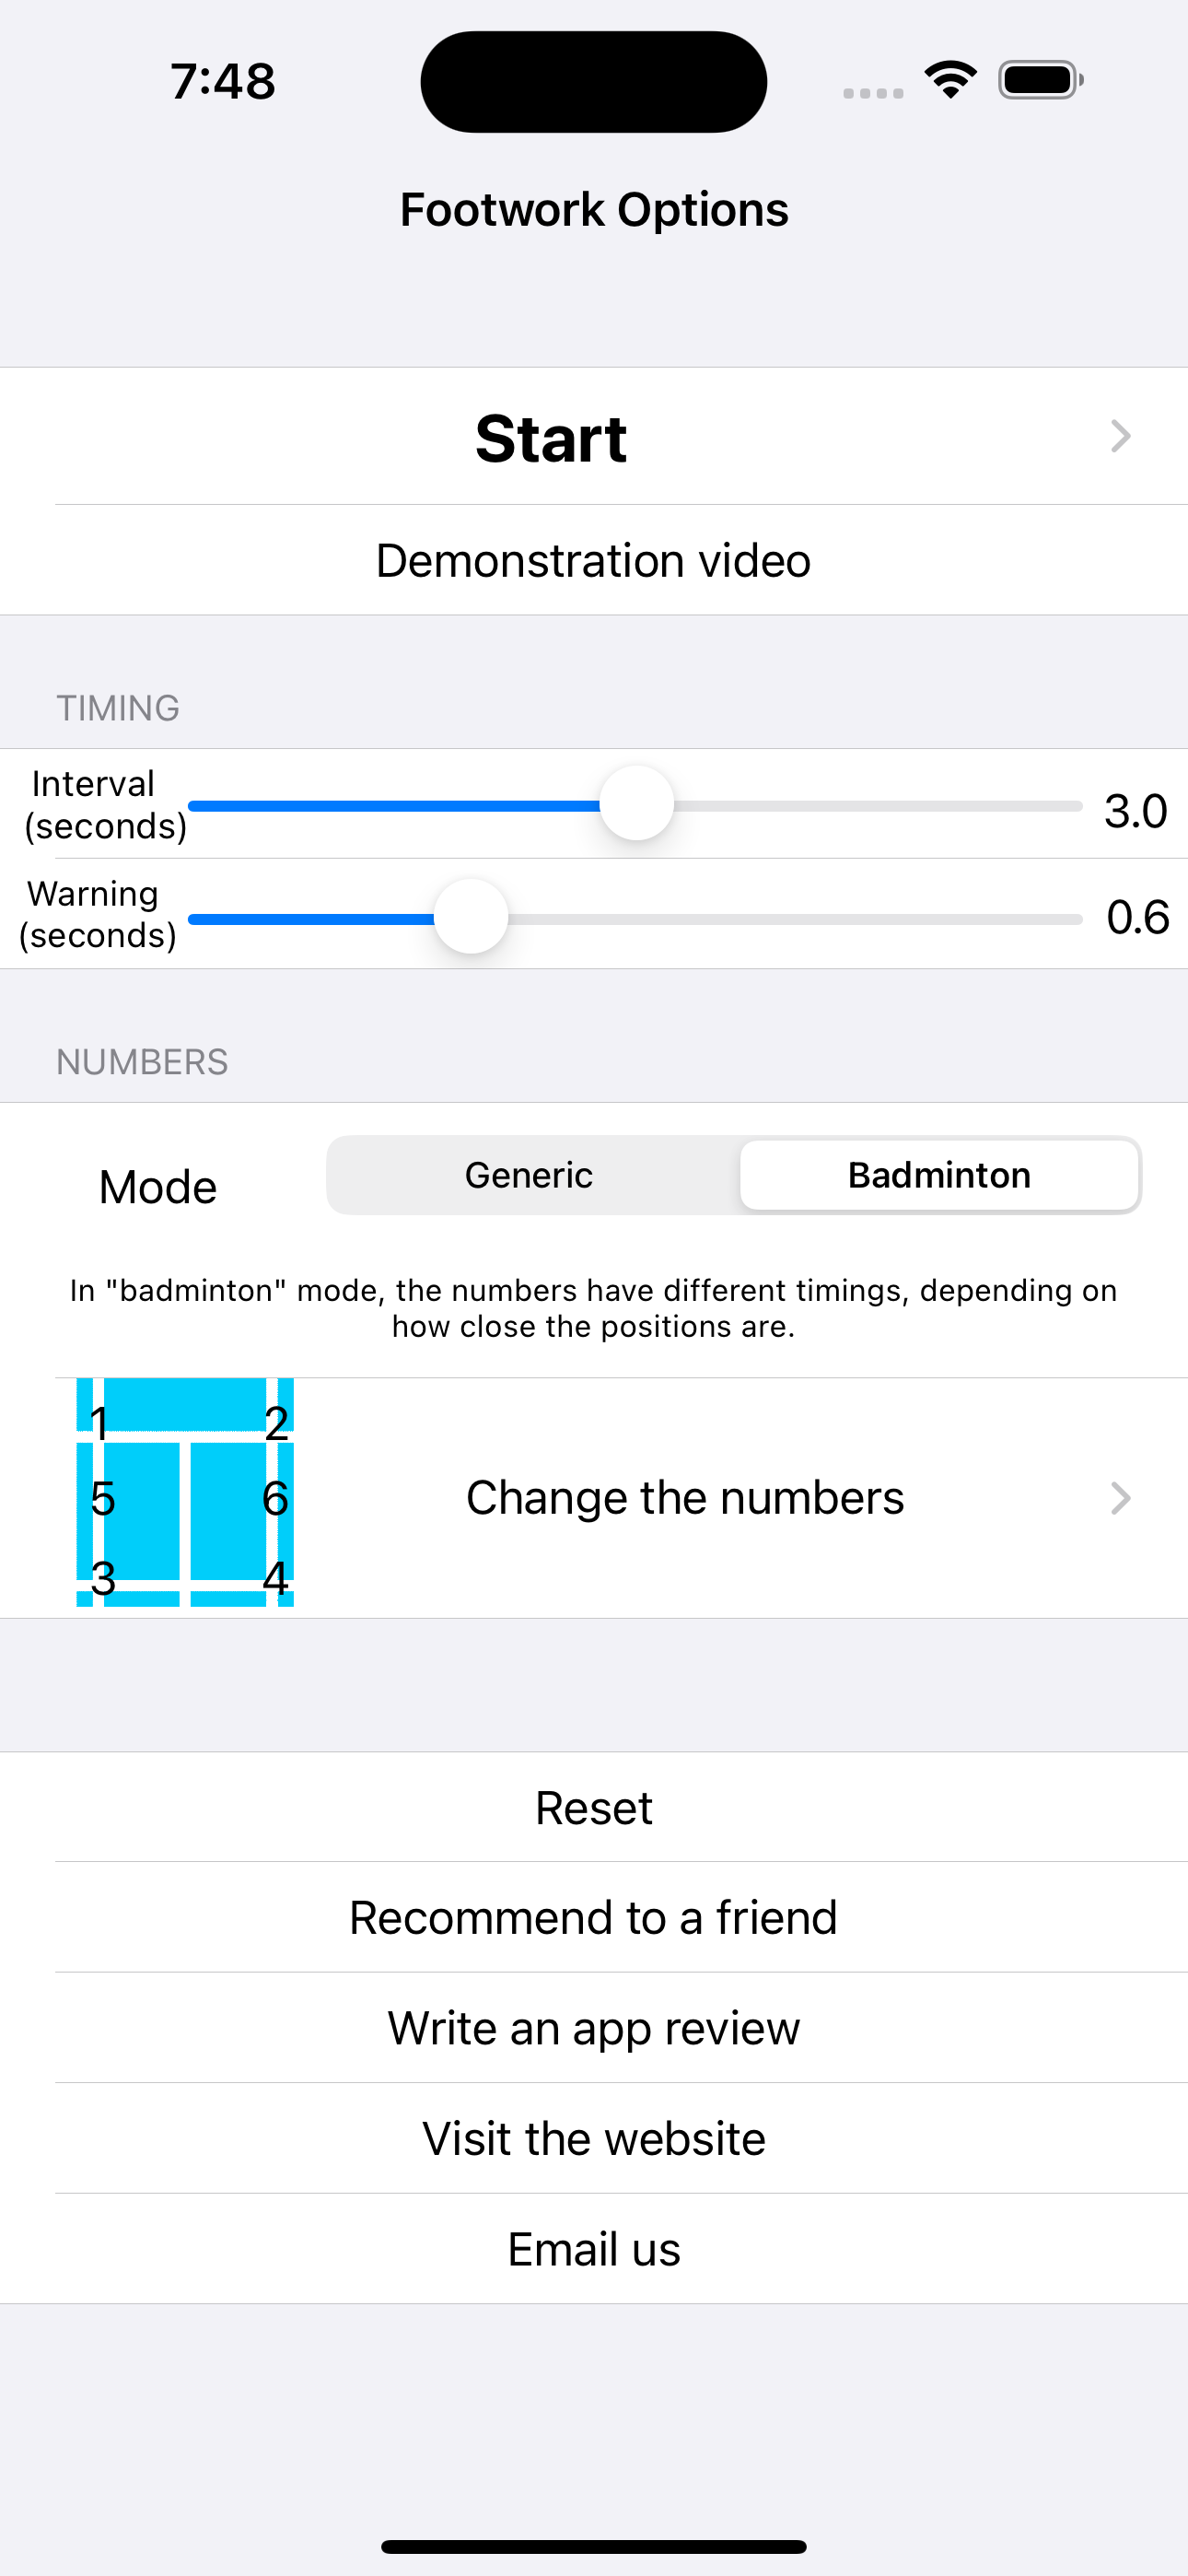 7:48
Footwork Options
Start
Demonstration video
TIMING
Interval
(seconds)
3.0
Warning
(seconds)
0.6
NUMBERS
Mode
Generic
Badminton
In "badminton" mode, the numbers have different timings, depending on
how close the positions are.
1 2
5 6
3 4
Change the numbers
Reset
Recommend to a friend
Write an app review
Visit the website
Email us